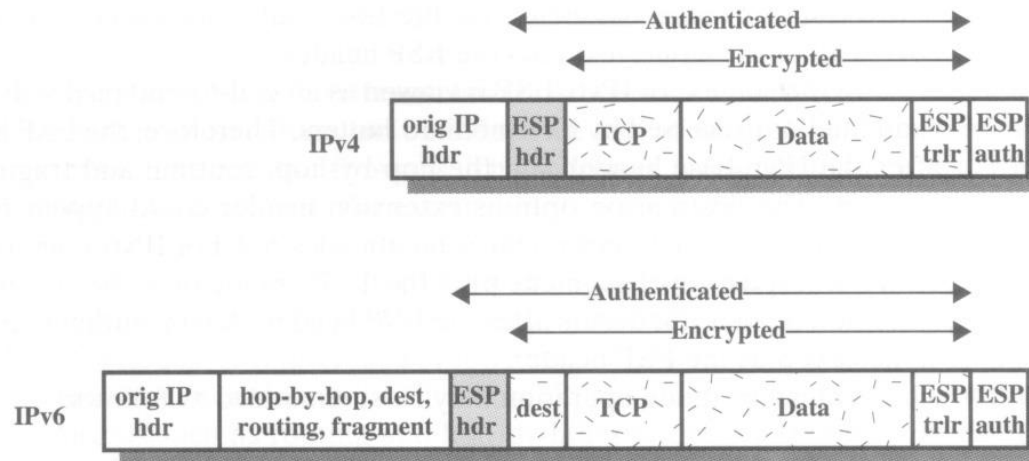 Authenticated
Encrypted
IPv4
orig IP
hdr
ESP
hdr
TCP
Data
ESP
trlr
ESP
auth
Authenticated
Encrypted
IPv6
orig IP
hdr
hop-by-hop, dest,
routing, fragment
ESP
hdr
dest
TCP
Data
ESP
trlr
ESP
auth